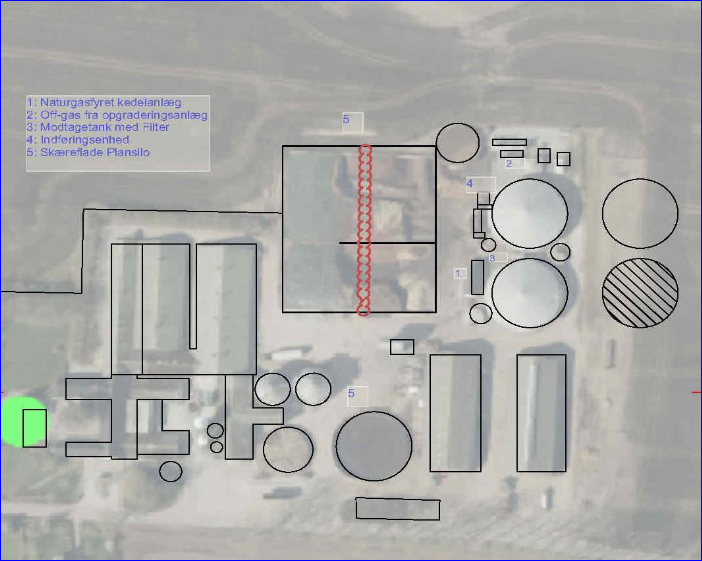 1: Naturgasfyret kedelanlæg
2: Off-gas fra opgraderingsanlæg
3: Modtagetank med Filter
4: Indføringsenhed
5: Skæreflade Plansilo
5
2
4
3
1
5